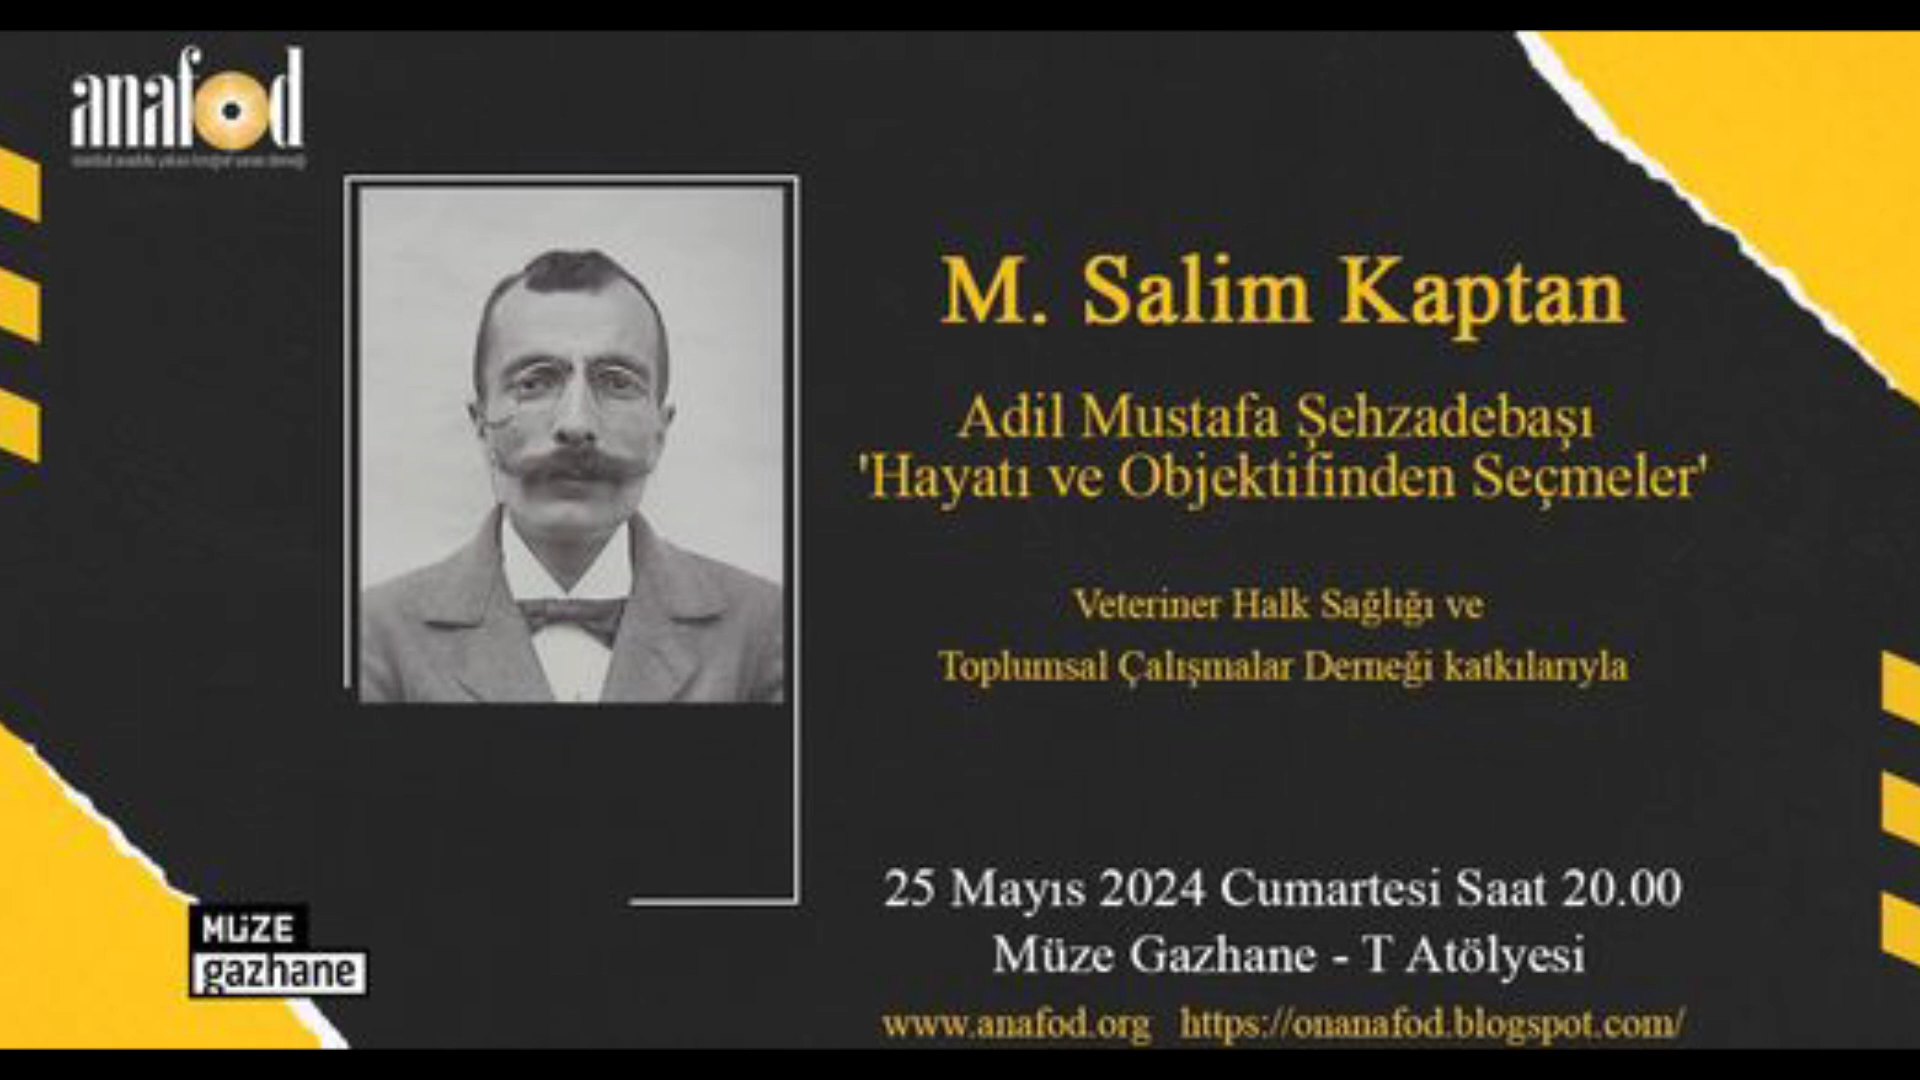 anafod
M. Salim Kaptan
Adil Mustafa Şehzadebaşı
'Hayatı ve Objektifinden Seçmeler'
Veteriner Halk Sağlığı ve
Toplumsal Çalışmalar Derneği katkılarıyla
25 Mayıs 2024 Cumartesi Saat 20.00
Müze Gazhane - T Atölyesi
www.anafod.org https://onanafod.blogspot.com/
MÜZE
gazhane